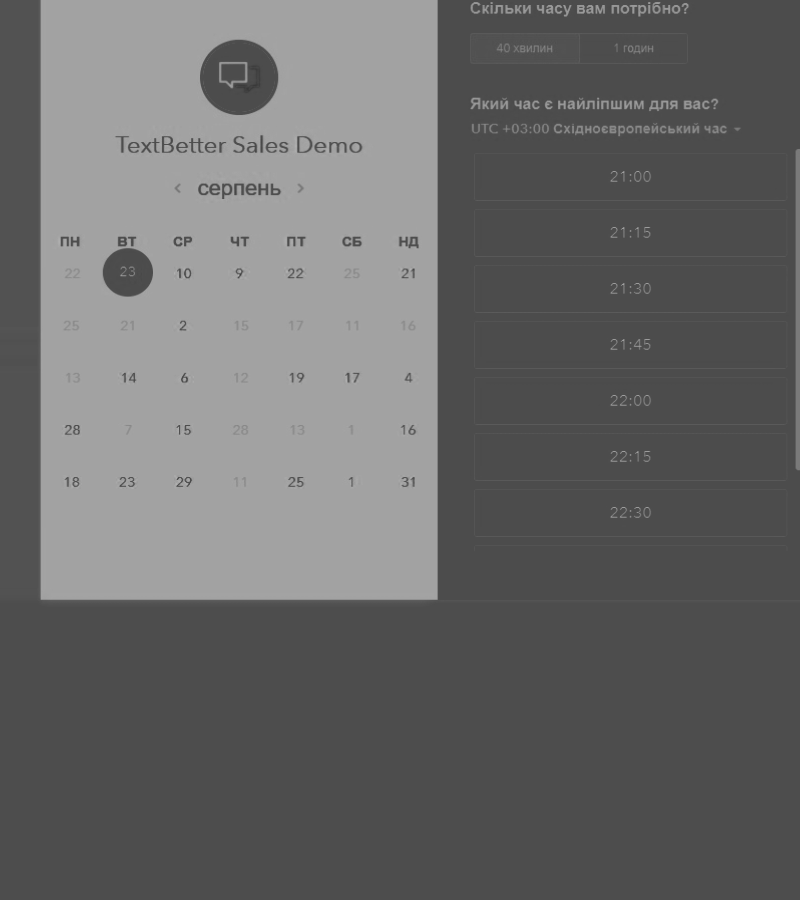 TextBetter Sales Demo
серпень
ПН ВТ СР ЧТ ПТ СБ НД
22 23 10 9 22 25 21
25 21 2 15 17 11 16
13 14 6 12 19 17 4
28 7 15 28 13 1 16
18 23 29 11 25 1 31
Скільки часу вам потрібно?
40 хвилин 1 годин
Який час є найліпшим для вас?
UTC +03:00 Східноєвропейський час
21:00
21:15
21:30
21:45
22:00
22:15
22:30